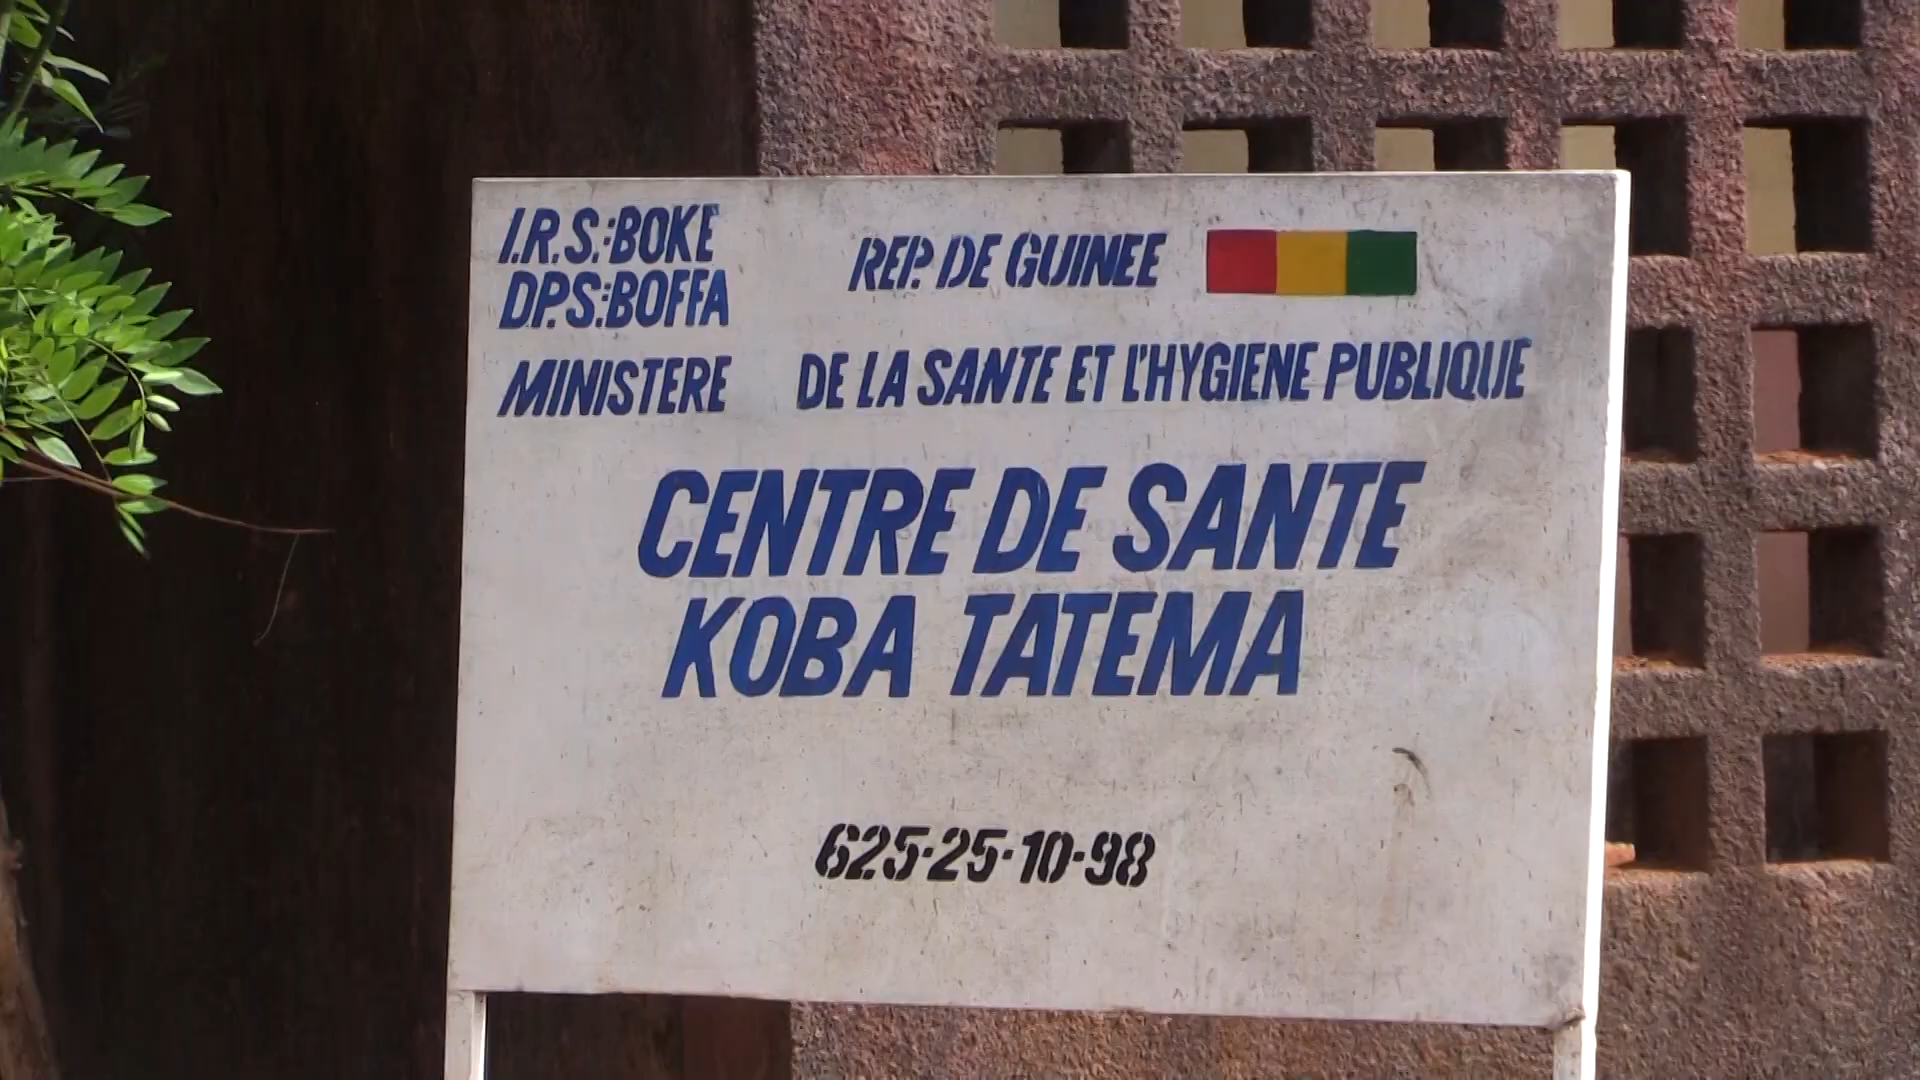 I.R.S.:BOKE
DP.S:BOFFA
REP. DE GUINEE
MINISTERE DE LA SANTE ET L'HYGIENE PUBLIQUE
CENTRE DE SANTE
KOBA TATEMA
625-25-10-98